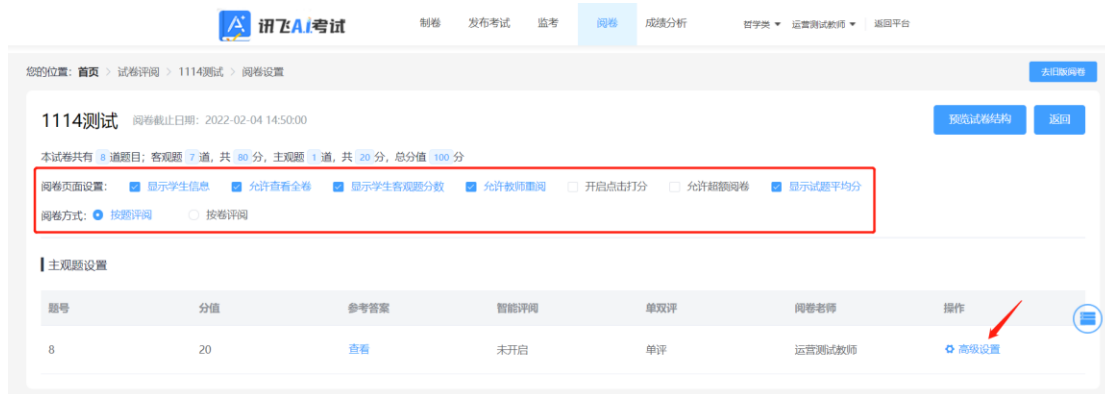 讯飞A.I.考试 制卷 发布考试 监考 阅卷 成绩分析 哲学类 运营测试教师 返回平台
您的位置： 首页 > 试卷评阅 > 1114测试 > 阅卷设置 去旧版阅卷
1114测试 阅卷截止日期：2022-02-04 14:50:00 预览试卷结构 返回
本试卷共有 8 道题目；客观题 7 道，共 80 分，主观题 1 道，共 20 分，总分值 100 分
阅卷页面设置： 显示学生信息 允许查看全卷 显示学生客观题分数 允许教师重阅 开启点击打分 允许超额阅卷 显示试题平均分
阅卷方式： 按题评阅 按卷评阅
主观题设置
题号 分值 参考答案 智能评阅 单双评 阅卷老师 操作
8 20 查看 未开启 单评 运营测试教师 高级设置